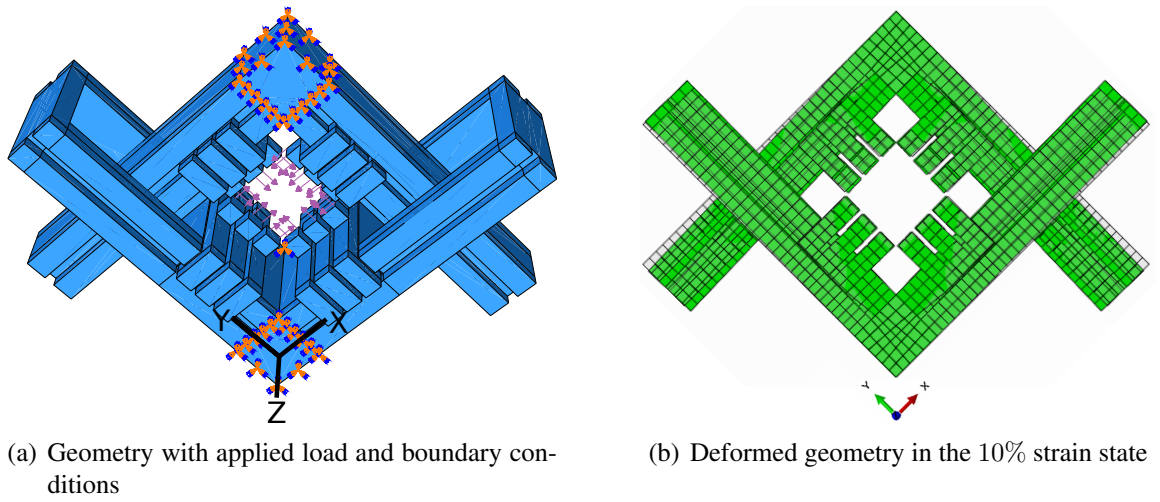 Y
X
Z
Y
X
(a) Geometry with applied load and boundary con-
ditions
(b) Deformed geometry in the 10% strain state